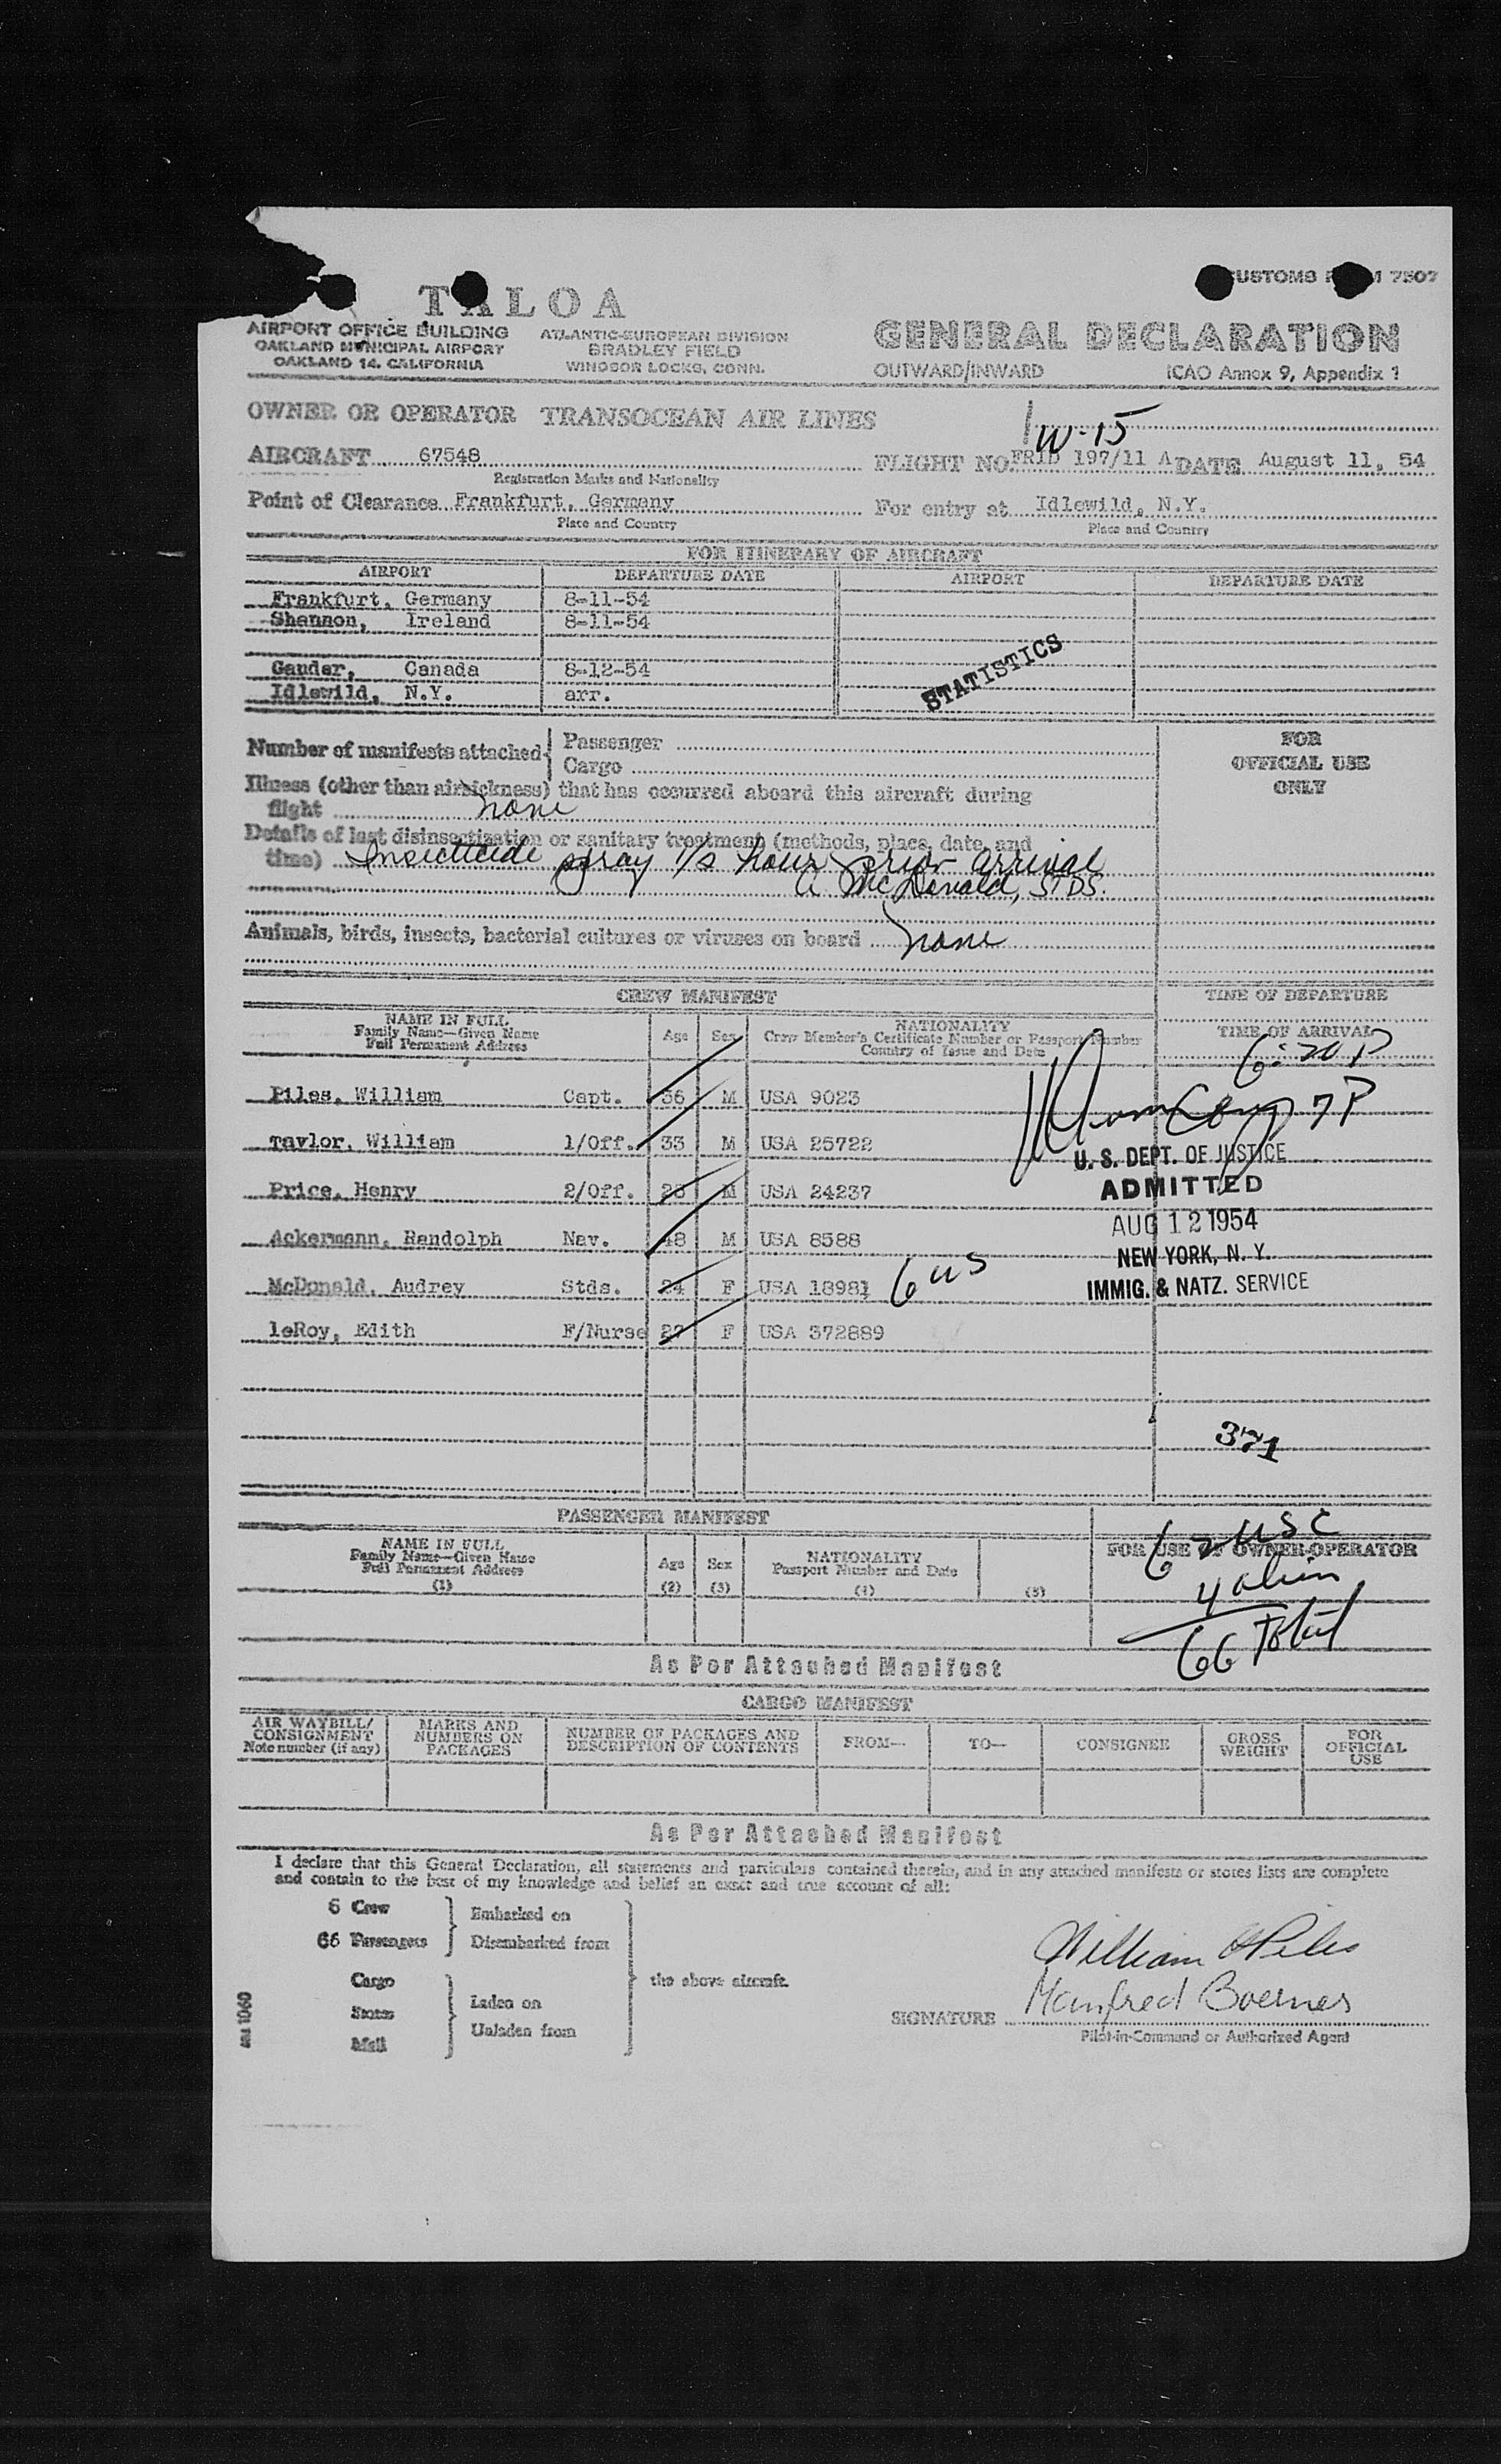 CUSTOMS F M 7507
TALOA
AIRPORT OFFICE BUILDING
OAKLAND MUNICIPAL AIRPORT
OAKLAND 14, CALIFORNIA
ATLANTIC-EUROPEAN DIVISION
BRADLEY FIELD
WINDSOR LOCKS, CONN.
GENERAL DECLARATION
OUTWARD/INWARD ICAO Annex 9, Appendix 1
OWNER OR OPERATOR TRANSOCEAN AIR LINES
W-15
AIRCRAFT 67548 FLIGHT NO. FRID 197/11 A DATE August 11, 54
Registration Marks and Nationality
Point of Clearance Frankfurt, Germany For entry at Idlewild, N.Y.
Place and Country Place and Country
FOR ITINERARY OF AIRCRAFT
AIRPORT DEPARTURE DATE AIRPORT DEPARTURE DATE
Frankfurt, Germany 8-11-54
Shannon, Ireland 8-11-54
Gander, Canada 8-12-54
Idlewild, N.Y. arr.
STATISTICS
Number of manifests attached Passenger
Cargo
FOR
OFFICIAL USE
ONLY
Illness (other than airsickness) that has occurred aboard this aircraft during
flight none
Details of last disinsectization or sanitary treatment (methods, place, date, and
time) Insecticide spray 1/2 hour prior arrival
A McDonald, STDS.
Animals, birds, insects, bacterial cultures or viruses on board none
CREW MANIFEST
TIME OF DEPARTURE
TIME OF ARRIVAL
6:20 P
NAME IN FULL
Family Name—Given Name
Full Permanent Address
Age Sex
NATIONALITY
Crew Member's Certificate Number or Passport Number
Country of Issue and Date
Piles, William Capt. 36 M USA 9023
7P
Taylor, William 1/Off. 33 M USA 25722
Price, Henry 2/Off. 28 M USA 24237
Ackermann, Randolph Nav. 48 M USA 8588
McDonald, Audrey Stds. 24 F USA 18981
6 US
leRoy, Edith F/Nurse 27 F USA 372889
U. S. DEPT. OF JUSTICE
ADMITTED
AUG 12 1954
NEW YORK, N. Y.
IMMIG. & NATZ. SERVICE
371
PASSENGER MANIFEST
NAME IN FULL
Family Name—Given Name
Full Permanent Address
(1)
Age
(2)
Sex
(3)
NATIONALITY
Passport Number and Date
(4)
(5)
FOR USE OF OWNER-OPERATOR
62 USC
4 alien
66 Total
As Per Attached Manifest
CARGO MANIFEST
AIR WAYBILL/
CONSIGNMENT
Note number (if any)
MARKS AND
NUMBERS ON
PACKAGES
NUMBER OF PACKAGES AND
DESCRIPTION OF CONTENTS
FROM—
TO—
CONSIGNEE
GROSS
WEIGHT
FOR
OFFICIAL
USE
As Per Attached Manifest
I declare that this General Declaration, all statements and particulars contained therein, and in any attached manifests or stores lists are complete
and contain to the best of my knowledge and belief an exact and true account of all:
6 Crew Embarked on
66 Passengers Disembarked from
Cargo
the above aircraft.
Stores Laden on
Mail Unladen from
William Piles
Manfred Boerner
SIGNATURE
Pilot-in-Command or Authorized Agent
1060